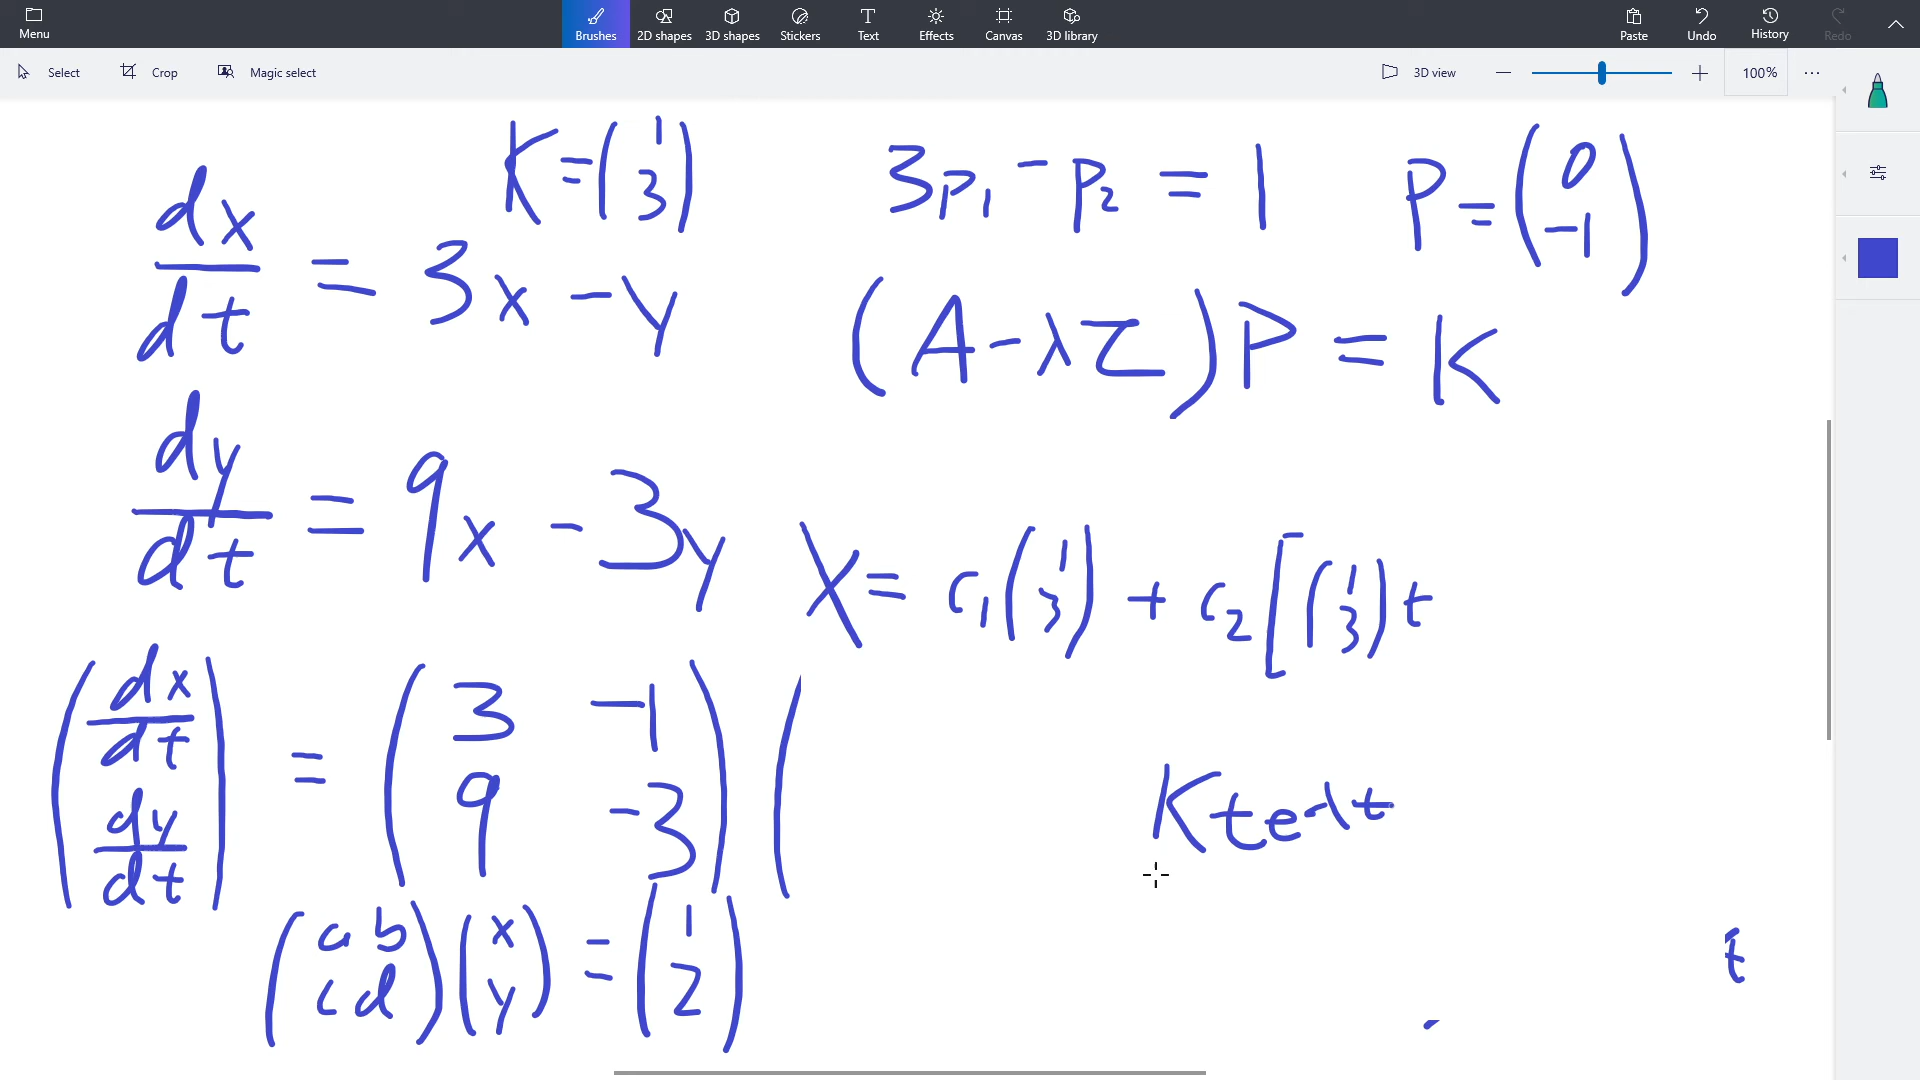 Menu
Brushes 2D shapes 3D shapes Stickers Text Effects Canvas 3D library
Paste Undo History Redo
Select Crop Magic select
3D view 100%
K = (1 3)
3p₁ - p₂ = 1
P = (0 -1)
dx/dt = 3x - y
(A - λI)P = K
dy/dt = 9x - 3y
X = c₁(1 3) + c₂[(1 3)t
(dx/dt dy/dt) = (3 -1 9 -3) (
Kte^λt
(a b c d)(x y) = (1 2)
t